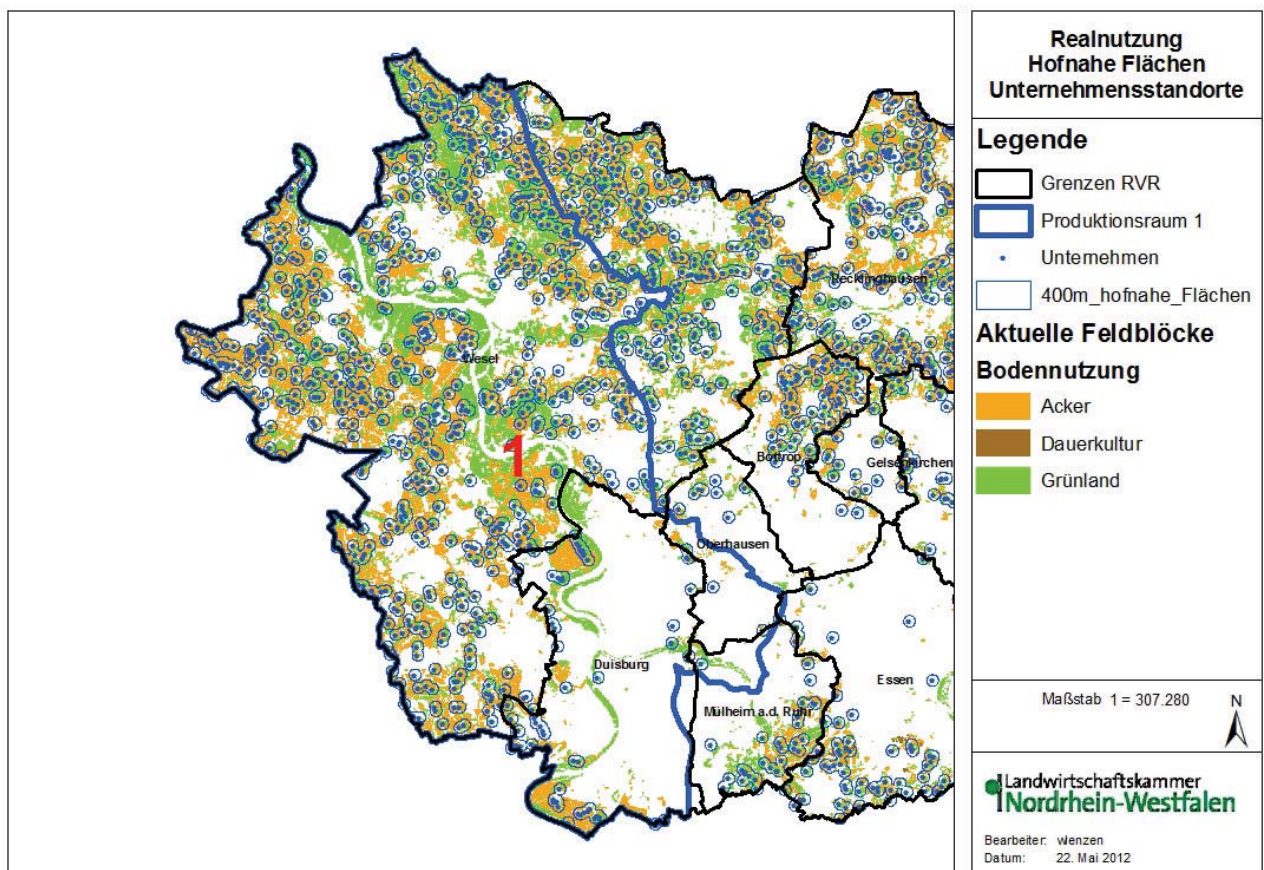 Realnutzung
Hofnahe Flächen
Unternehmensstandorte
Legende
Grenzen RVR
Produktionsraum 1
Unternehmen
400m_hofnahe_Flächen
Aktuelle Feldblöcke
Bodennutzung
Acker
Dauerkultur
Grünland
Maßstab 1 = 307.280
N
Landwirtschaftskammer
Nordrhein-Westfalen
Bearbeiter: wienzen
Datum: 22. Mai 2012
Recklinghausen
Wesel
1
Bottrop
Gelsenkirchen
Oberhausen
Duisburg
Essen
Mülheim a.d. Ruhr